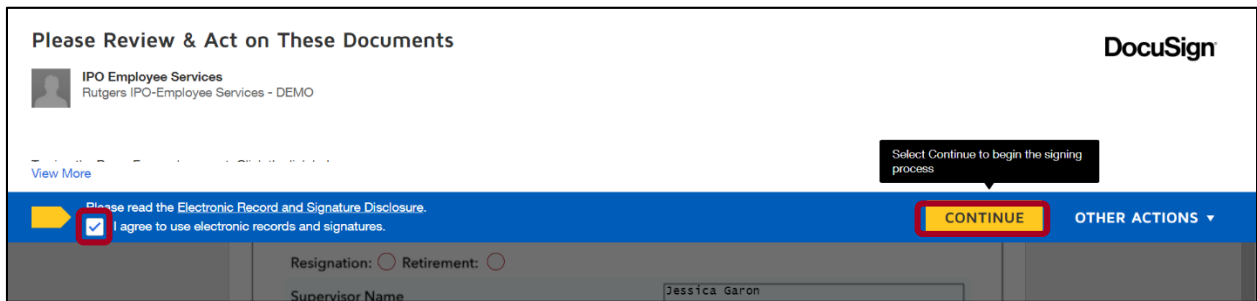 Please Review & Act on These Documents
DocuSign
IPO Employee Services
Rutgers IPO-Employee Services - DEMO
View More
Select Continue to begin the signing
process
Please read the Electronic Record and Signature Disclosure.
I agree to use electronic records and signatures.
CONTINUE
OTHER ACTIONS
Resignation: Retirement:
Supervisor Name
Jessica Garon